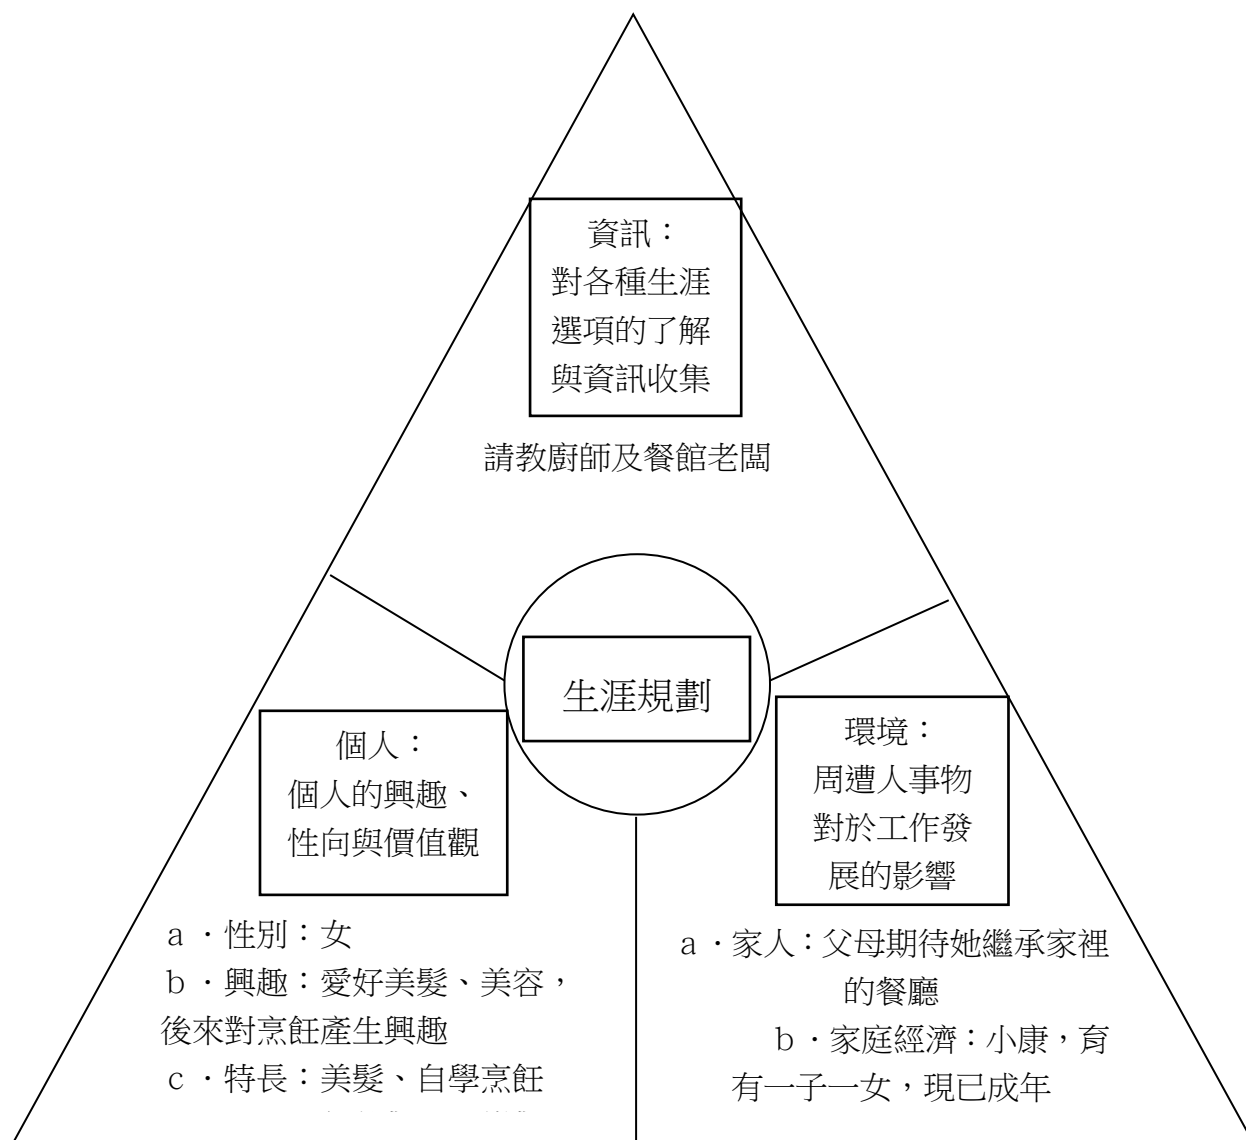 資訊：
對各種生涯
選項的了解
與資訊收集
請教廚師及餐館老闆
生涯規劃
個人：
個人的興趣、
性向與價值觀
ａ．性別：女
ｂ．興趣：愛好美髮、美容，
後來對烹飪產生興趣
ｃ．特長：美髮、自學烹飪
環境：
周遭人事物
對於工作發
展的影響
ａ．家人：父母期待她繼承家裡
的餐廳
ｂ．家庭經濟：小康，育
有一子一女，現已成年